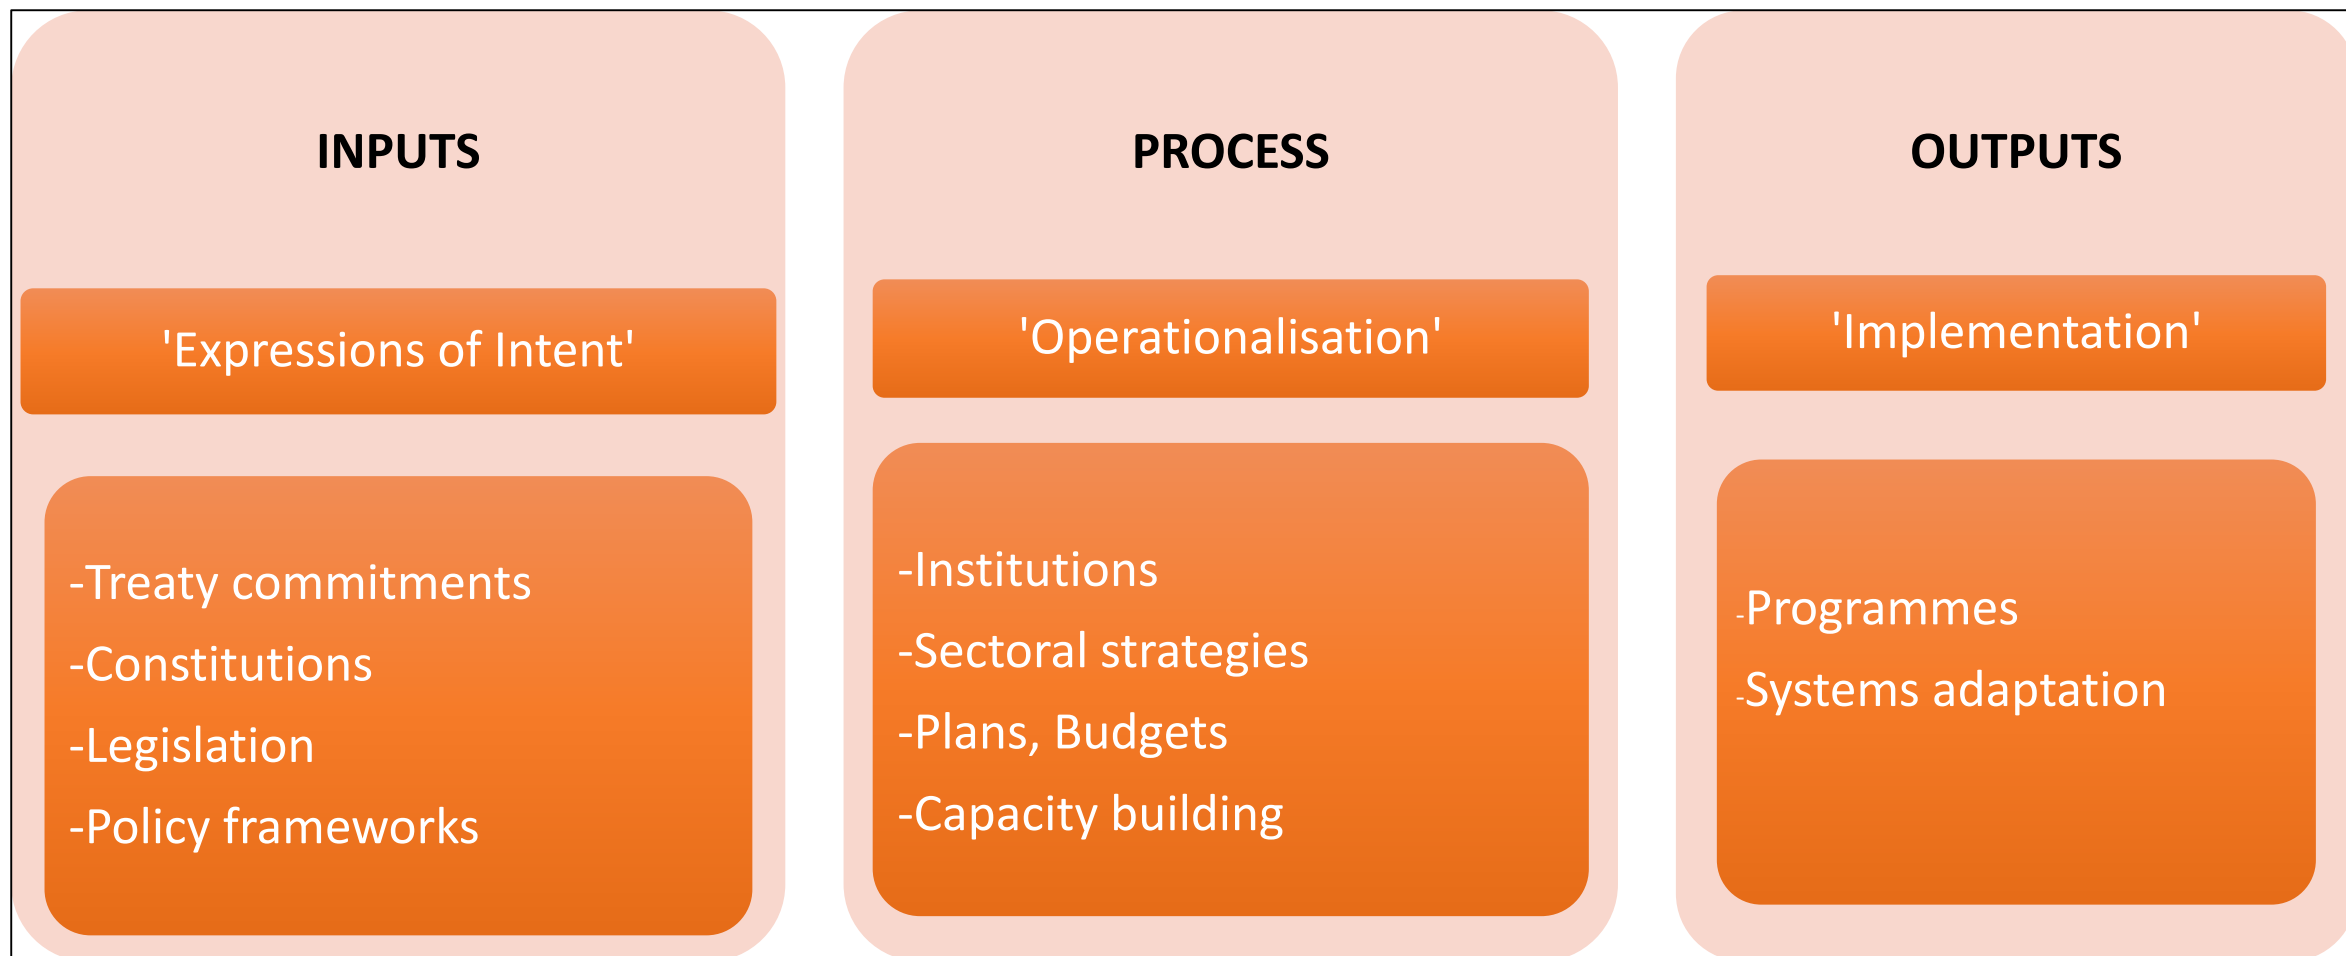 INPUTS
'Expressions of Intent'
-Treaty commitments
-Constitutions
-Legislation
-Policy frameworks
PROCESS
'Operationalisation'
-Institutions
-Sectoral strategies
-Plans, Budgets
-Capacity building
OUTPUTS
'Implementation'
-Programmes
-Systems adaptation